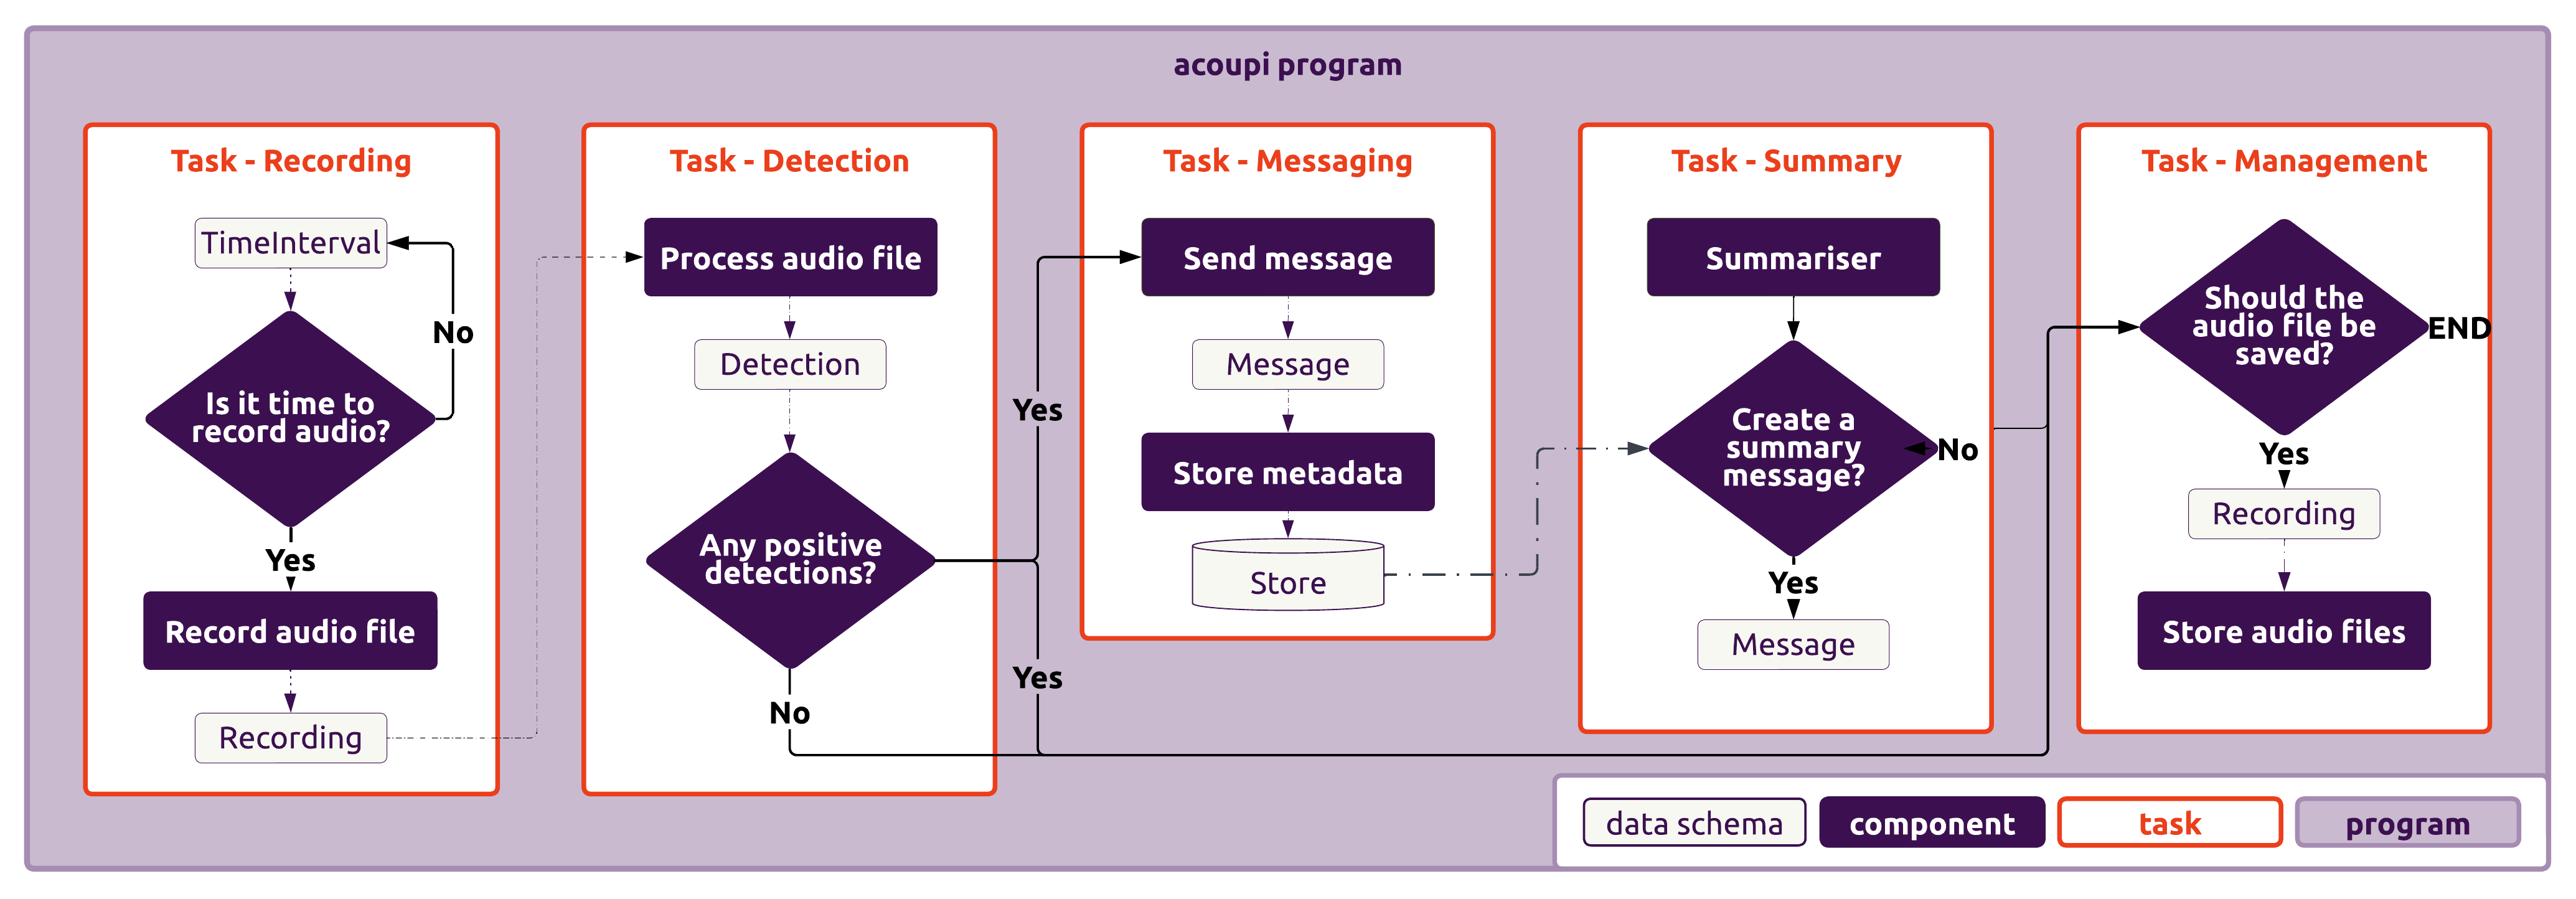 acoupi program
Task - Recording
TimeInterval
No
Is it time to
record audio?
Yes
Record audio file
Recording
Task - Detection
Process audio file
Detection
Any positive
detections?
No
Yes
Yes
Task - Messaging
Send message
Message
Store metadata
Store
Task - Summary
Summariser
Create a
summary
message?
No
Yes
Message
Task - Management
Should the
audio file be
saved?
END
Yes
Recording
Store audio files
data schema
component
task
program